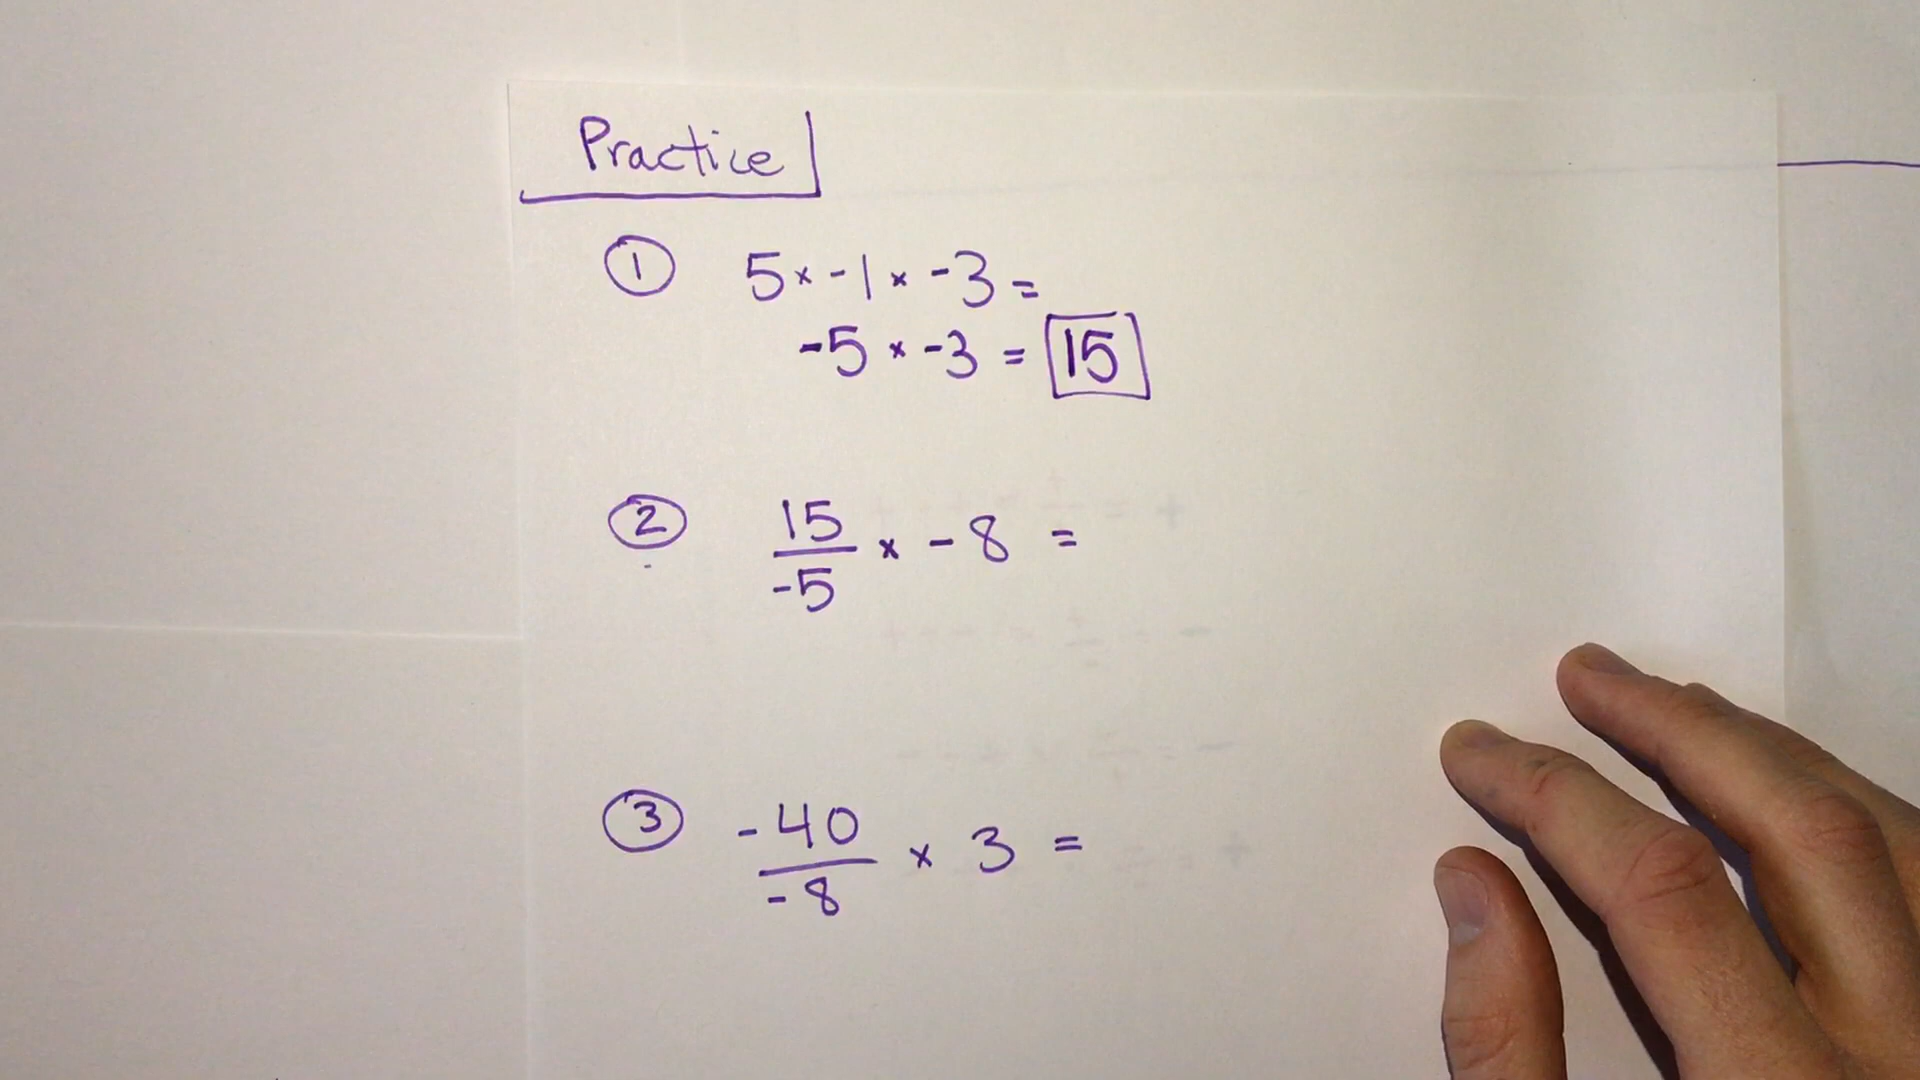 Practice
① 5 × -1 × -3 =
-5 × -3 = 15
② 15/-5 × -8 =
③ -40/-8 × 3 =